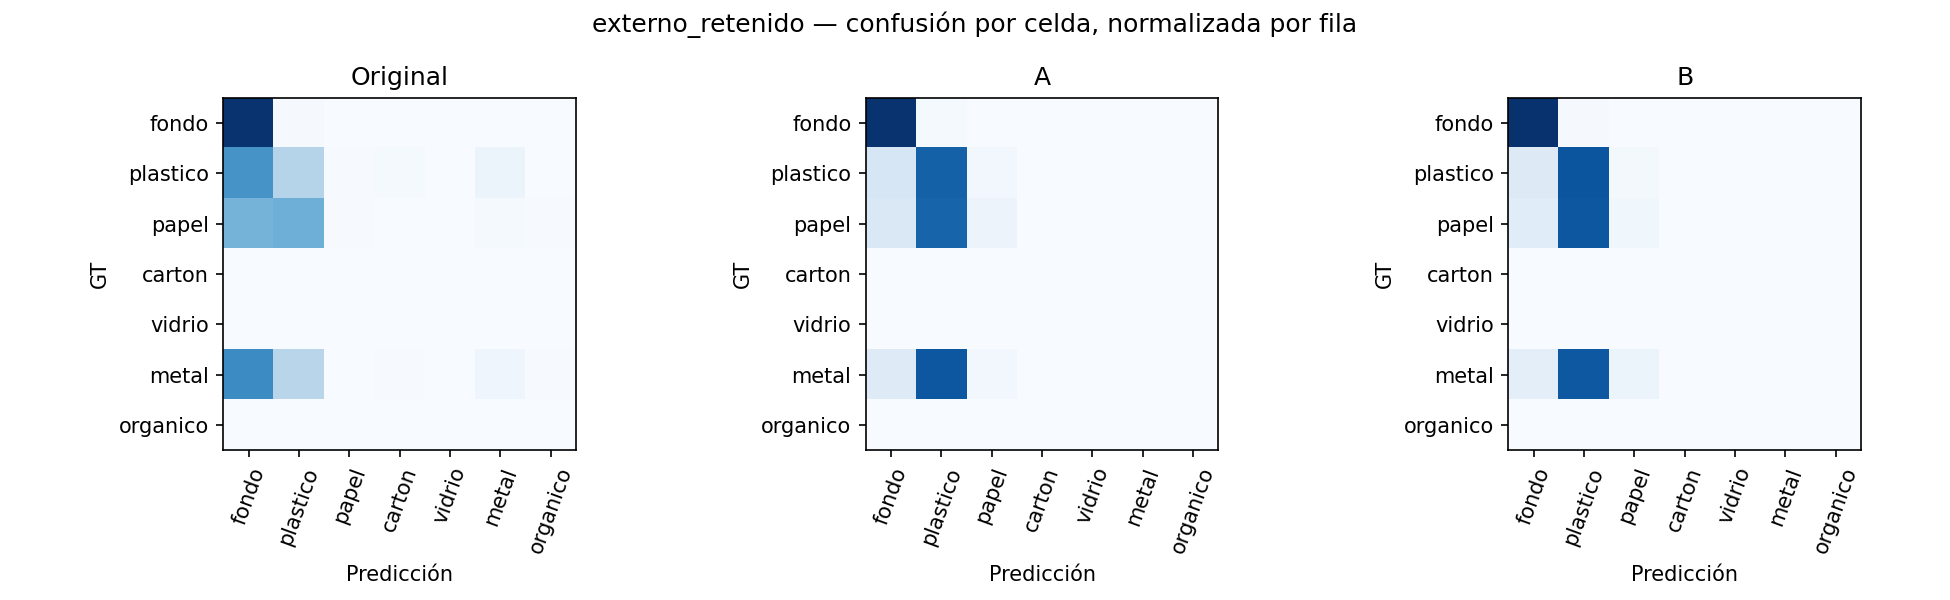 externo_retenido — confusión por celda, normalizada por fila
Original
fondo
plastico
papel
carton
vidrio
metal
organico
GT
fondo
plastico
papel
carton
vidrio
metal
organico
Predicción
A
fondo
plastico
papel
carton
vidrio
metal
organico
GT
fondo
plastico
papel
carton
vidrio
metal
organico
Predicción
B
fondo
plastico
papel
carton
vidrio
metal
organico
GT
fondo
plastico
papel
carton
vidrio
metal
organico
Predicción